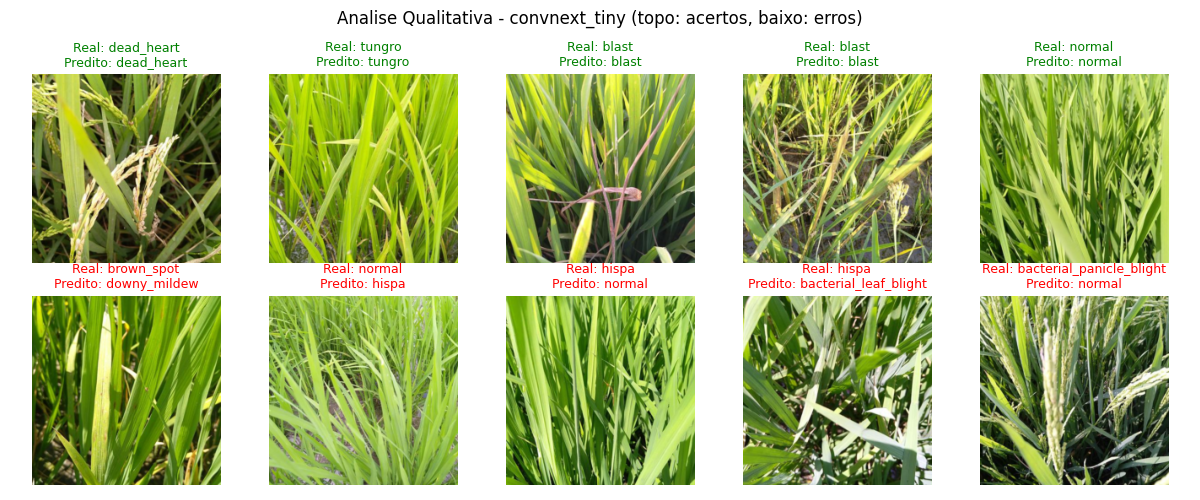 Analise Qualitativa - convnext_tiny (topo: acertos, baixo: erros)
Real: dead_heart
Predito: dead_heart
Real: tungro
Predito: tungro
Real: blast
Predito: blast
Real: blast
Predito: blast
Real: normal
Predito: normal
Real: brown_spot
Predito: downy_mildew
Real: normal
Predito: hispa
Real: hispa
Predito: normal
Real: hispa
Predito: bacterial_leaf_blight
Real: bacterial_panicle_blight
Predito: normal